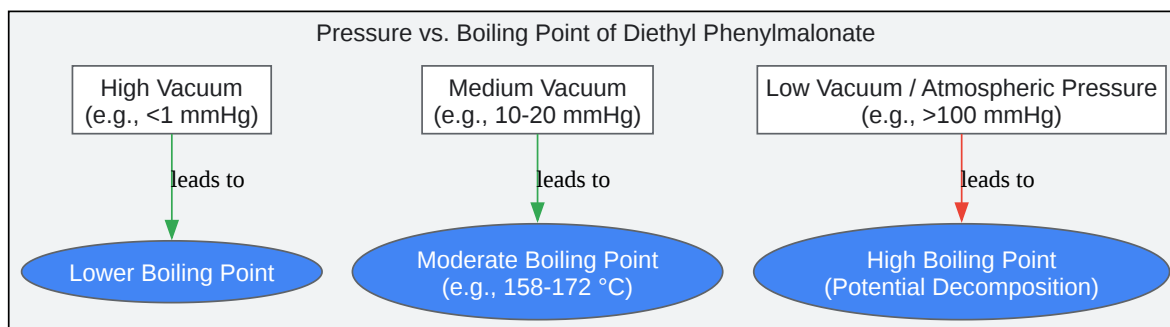 Pressure vs. Boiling Point of Diethyl Phenylmalonate
High Vacuum
(e.g., <1 mmHg)
Medium Vacuum
(e.g., 10-20 mmHg)
Low Vacuum / Atmospheric Pressure
(e.g., >100 mmHg)
leads to
leads to
leads to
Lower Boiling Point
Moderate Boiling Point
(e.g., 158-172 °C)
High Boiling Point
(Potential Decomposition)